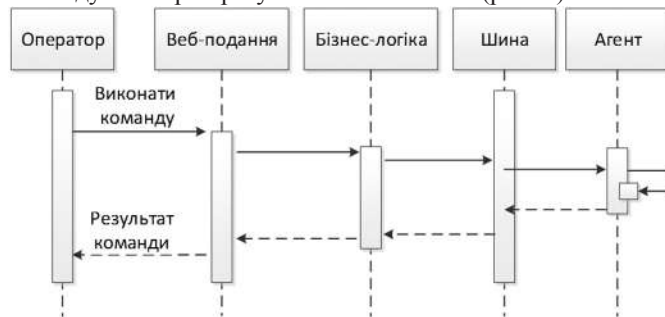 Оператор
Веб-подання
Бізнес-логіка
Шина
Агент
Виконати
команду
Результат
команди